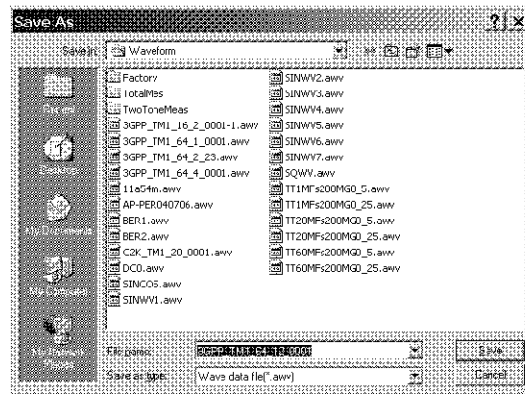 Save As
Save in:
Waveform
Factory
TotalMes
TwoToneMeas
3GPP_TM1_16_2_0001-1.awv
3GPP_TM1_64_1_0001.awv
3GPP_TM1_64_2_23.awv
3GPP_TM1_64_4_0001.awv
11a54m.awv
AP-PER040706.awv
BER1.awv
BER2.awv
C2K_TM1_20_0001.awv
DC0.awv
SINCOS.awv
SINWV1.awv
SINWV2.awv
SINWV3.awv
SINWV4.awv
SINWV5.awv
SINWV6.awv
SINWV7.awv
SQWV.awv
TT1MFs200MG0_5.awv
TT1MFs200MG0_25.awv
TT20MFs200MG0_5.awv
TT20MFs200MG0_25.awv
TT60MFs200MG0_5.awv
TT60MFs200MG0_25.awv
Desktop
My Documents
My Computer
My Network
Places
File name:
Save
Save as type:
Wave data file(*.awv)
Cancel